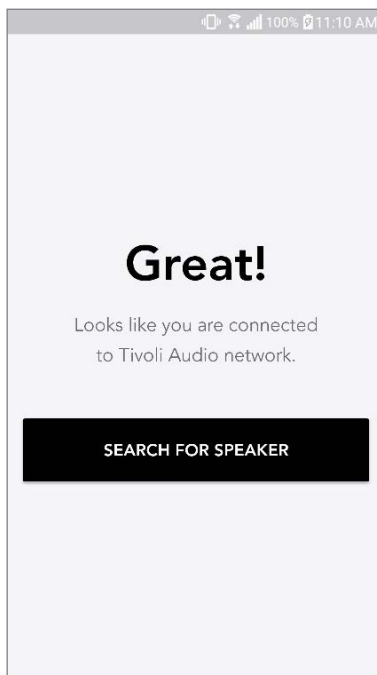 100% 11:10 AM
Great!
Looks like you are connected
to Tivoli Audio network.
SEARCH FOR SPEAKER